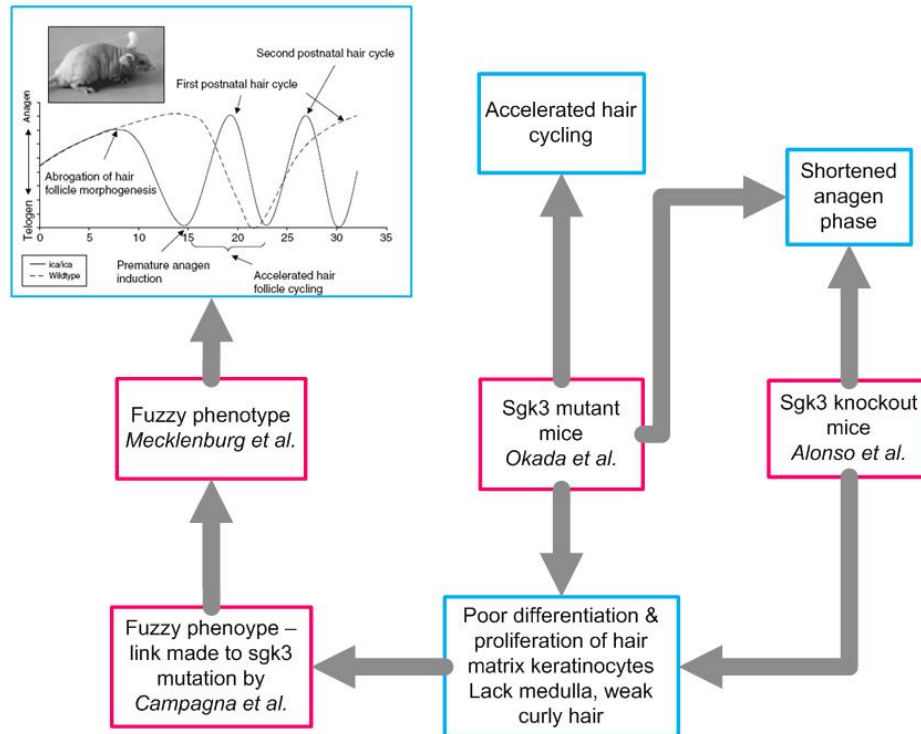 Second postnatal hair cycle
First postnatal hair cycle
Anagen
Telogen
Abrogation of hair
follicle morphogenesis
0 5 10 15 20 25 30 35
Premature anagen
induction
Accelerated hair
follicle cycling
ica/ica
Wildtype
Accelerated hair
cycling
Shortened
anagen
phase
Fuzzy phenotype
Mecklenburg et al.
Sgk3 mutant
mice
Okada et al.
Sgk3 knockout
mice
Alonso et al.
Fuzzy phenoype –
link made to sgk3
mutation by
Campagna et al.
Poor differentiation &
proliferation of hair
matrix keratinocytes
Lack medulla, weak
curly hair